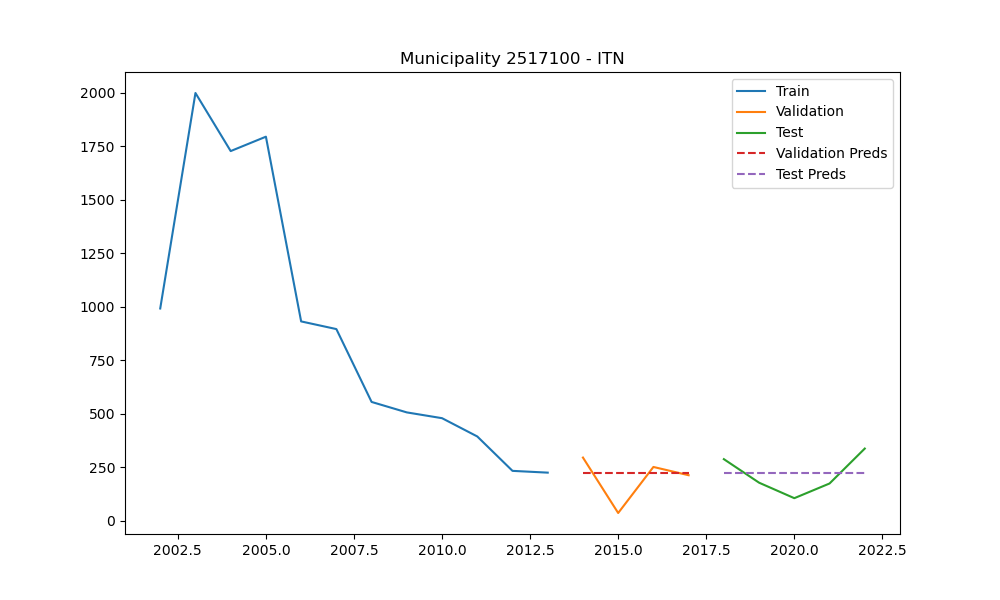 Municipality 2517100 - ITN
Train
Validation
Test
Validation Preds
Test Preds
2000
1750
1500
1250
1000
750
500
250
0
2002.5 2005.0 2007.5 2010.0 2012.5 2015.0 2017.5 2020.0 2022.5